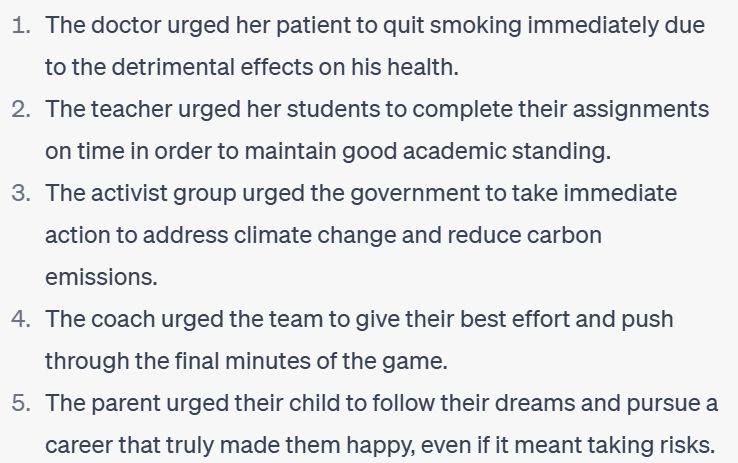 1. The doctor urged her patient to quit smoking immediately due
to the detrimental effects on his health.
2. The teacher urged her students to complete their assignments
on time in order to maintain good academic standing.
3. The activist group urged the government to take immediate
action to address climate change and reduce carbon
emissions.
4. The coach urged the team to give their best effort and push
through the final minutes of the game.
5. The parent urged their child to follow their dreams and pursue a
career that truly made them happy, even if it meant taking risks.